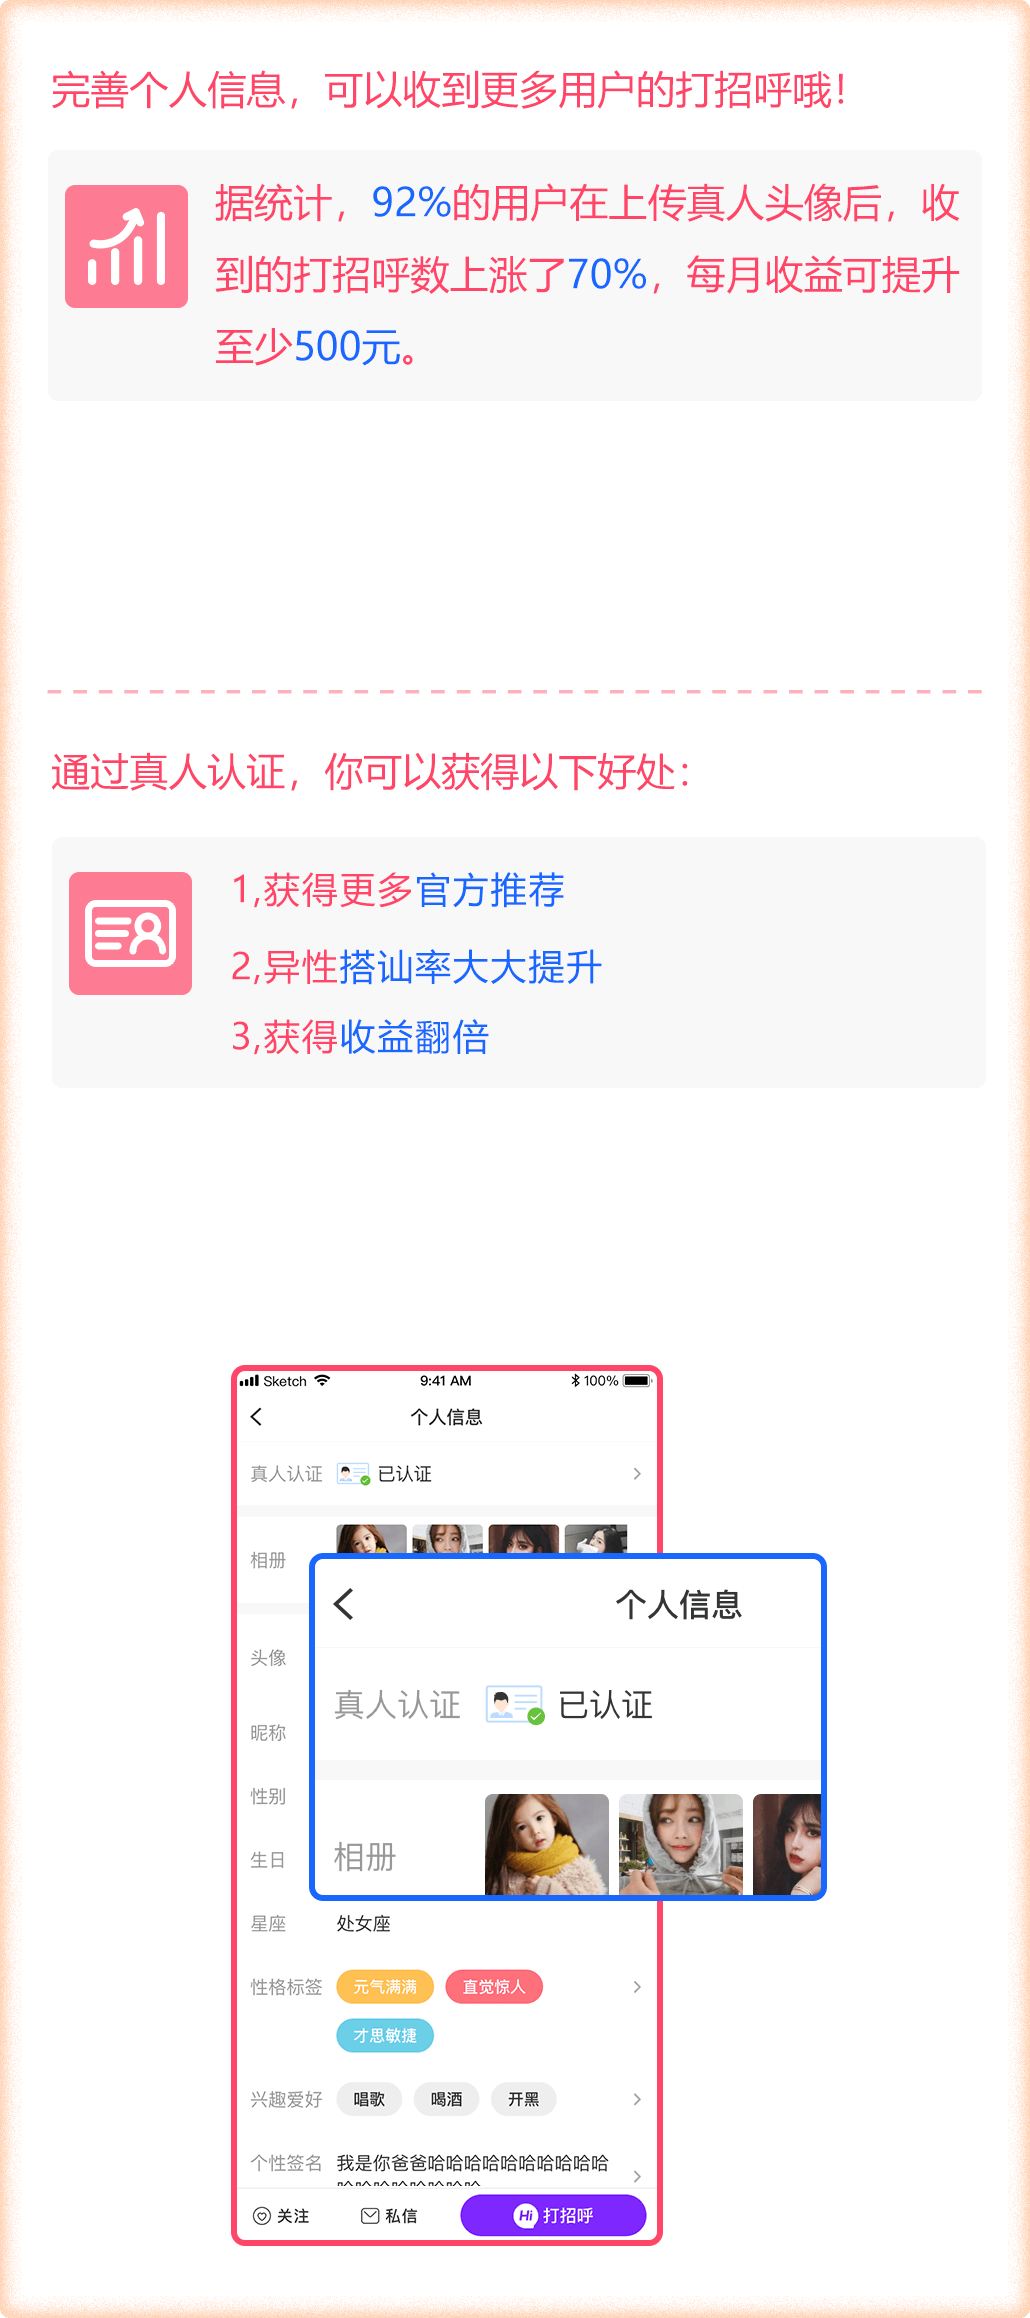 完善个人信息，可以收到更多用户的打招呼哦！
据统计，92%的用户在上传真人头像后，收
到的打招呼数上涨了70%，每月收益可提升
至少500元。
通过真人认证，你可以获得以下好处：
1,获得更多官方推荐
2,异性搭讪率大大提升
3,获得收益翻倍
Sketch 9:41 AM 100%
个人信息
真人认证 已认证
相册
个人信息
真人认证 已认证
相册
头像
昵称
性别
生日
星座 处女座
性格标签 元气满满 直觉惊人
才思敏捷
兴趣爱好 唱歌 喝酒 开黑
个性签名 我是你爸爸哈哈哈哈哈哈哈哈哈哈
关注 私信 Hi 打招呼